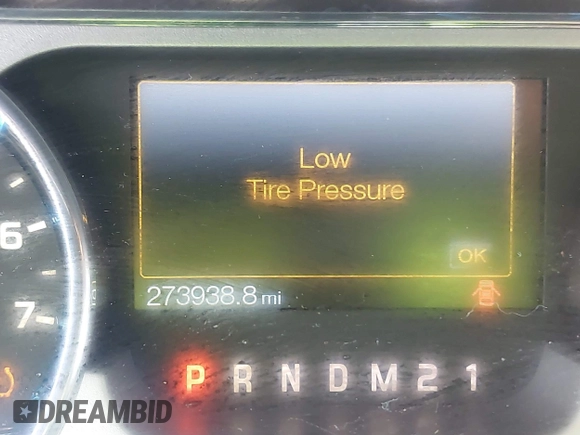 Low
Tire Pressure
OK
6
273938.8 mi
7
P R N D M 2 1
DREAMBID